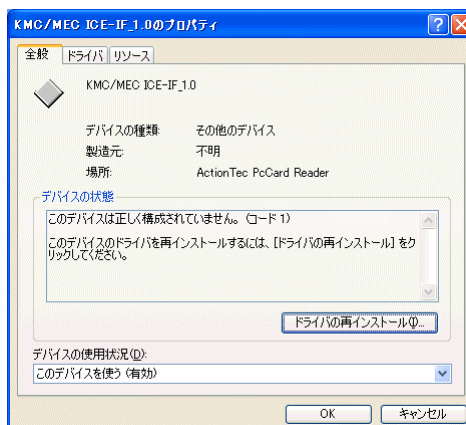 KMC/MEC ICE-IF_1.0のプロパティ
全般 ドライバ リソース
KMC/MEC ICE-IF_1.0
デバイスの種類: その他のデバイス
製造元: 不明
場所: ActionTec PcCard Reader
デバイスの状態
このデバイスは正しく構成されていません。 (コード 1)
このデバイスのドライバを再インストールするには、[ドライバの再インストール] をク
リックしてください。
ドライバの再インストール(I)...
デバイスの使用状況(D):
このデバイスを使う (有効)
OK キャンセル